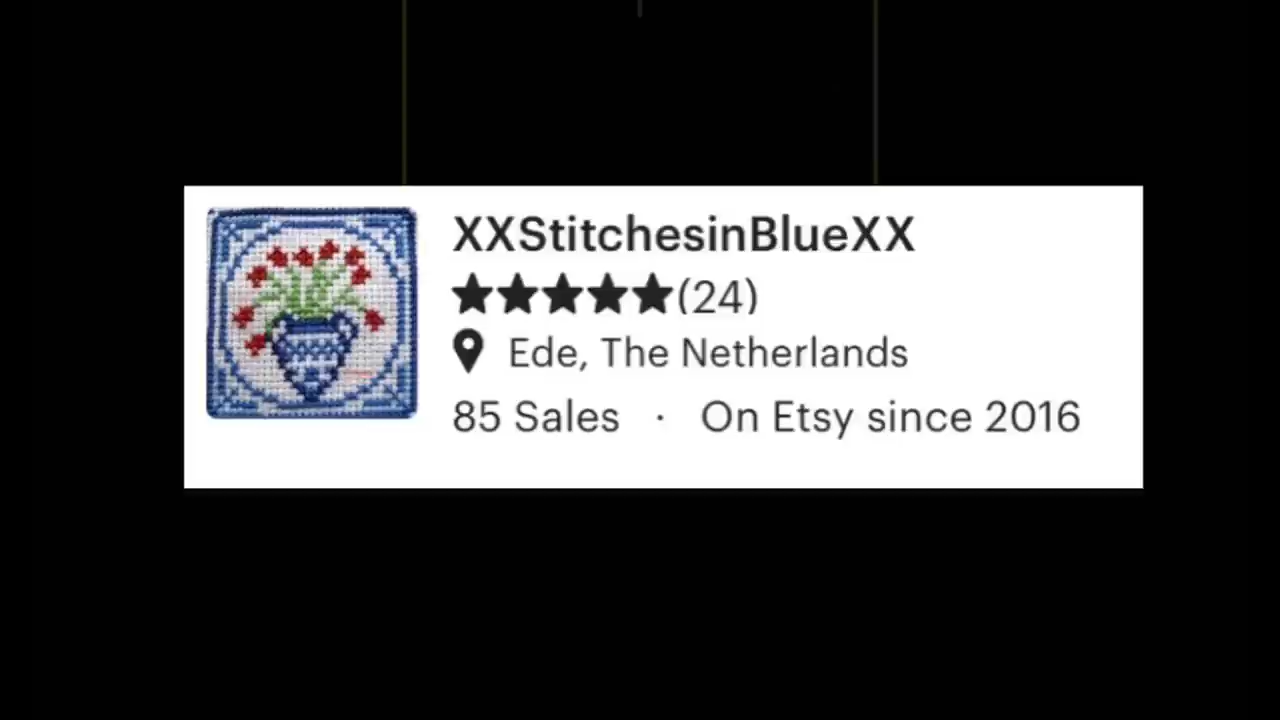 XXStitchesinBlueXX
★★★★★(24)
Ede, The Netherlands
85 Sales · On Etsy since 2016